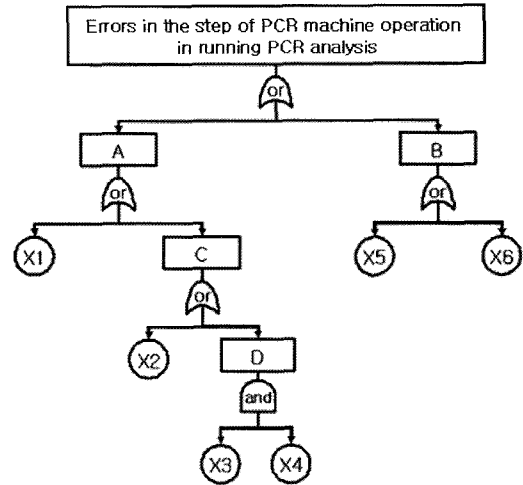 Errors in the step of PCR machine operation
in running PCR analysis
or
A
B
or
or
X1
C
X5
X6
or
X2
D
and
X3
X4